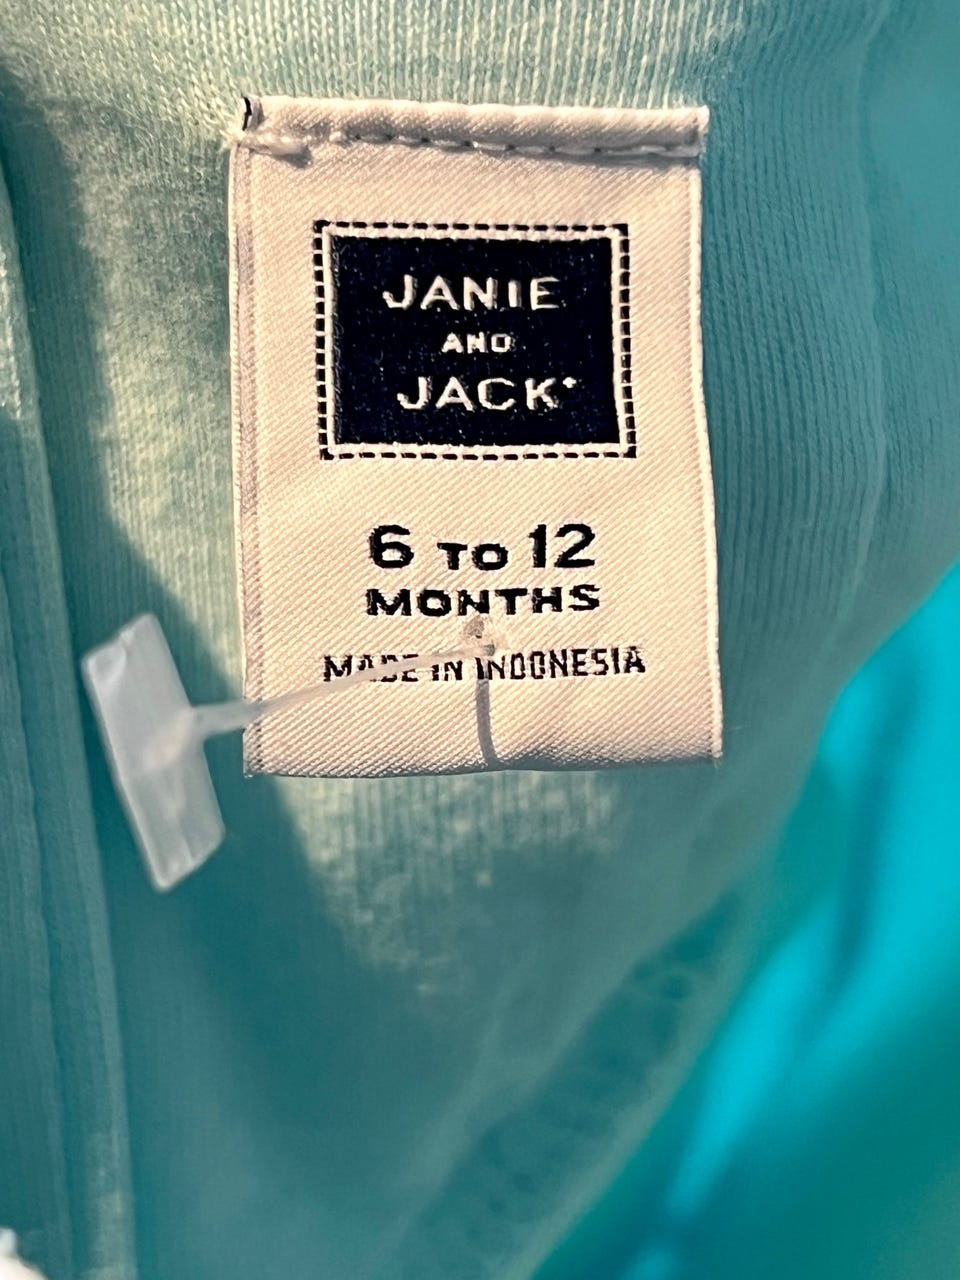 JANIE
AND
JACK
6 TO 12
MONTHS
MADE IN INDONESIA